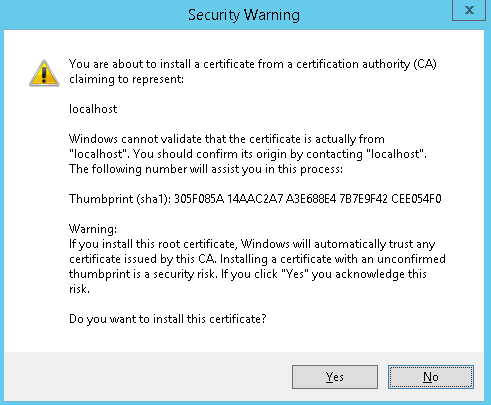 Security Warning
x
You are about to install a certificate from a certification authority (CA)
claiming to represent:
localhost
Windows cannot validate that the certificate is actually from
"localhost". You should confirm its origin by contacting "localhost".
The following number will assist you in this process:
Thumbprint (sha1): 305F085A 14AAC2A7 A3E688E4 7B7E9F42 CEE054F0
Warning:
If you install this root certificate, Windows will automatically trust any
certificate issued by this CA. Installing a certificate with an unconfirmed
thumbprint is a security risk. If you click "Yes" you acknowledge this
risk.
Do you want to install this certificate?
Yes
No